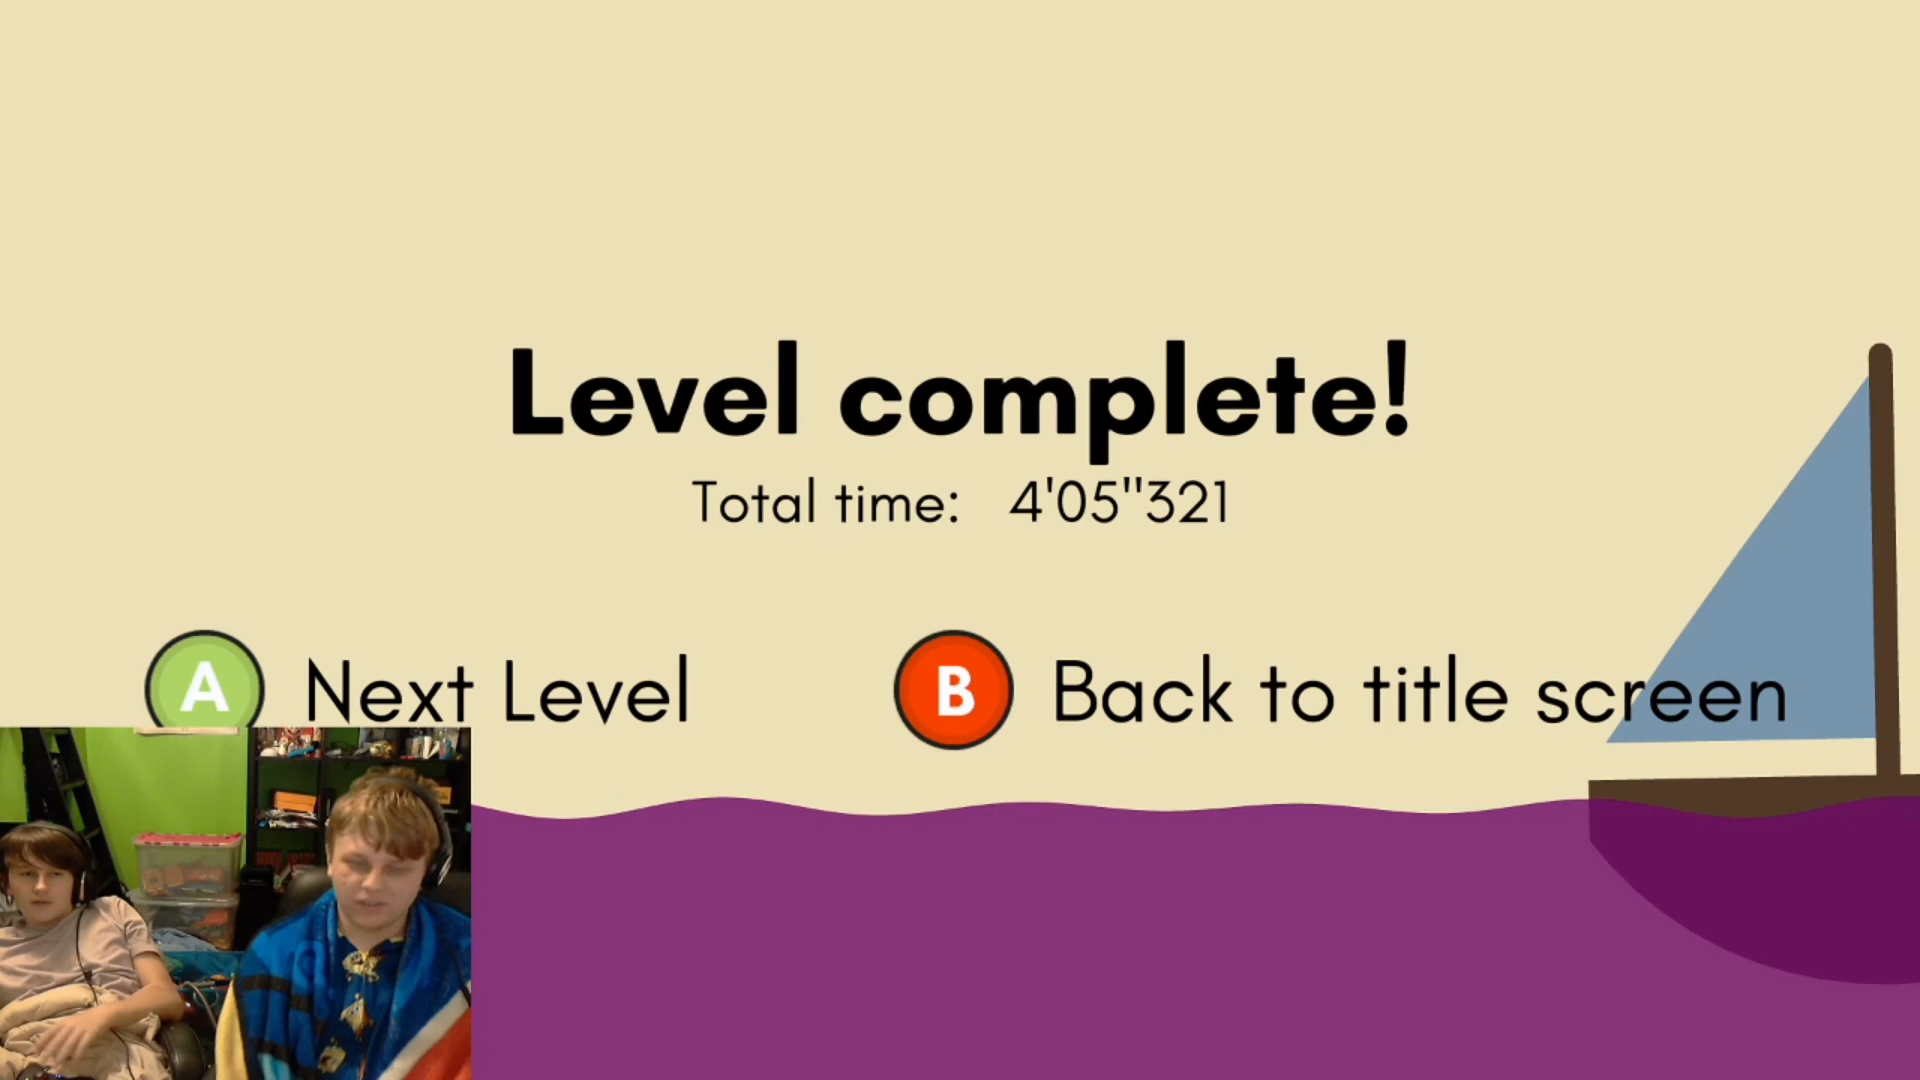 Level complete!
Total time: 4'05"321
A Next Level
B Back to title screen